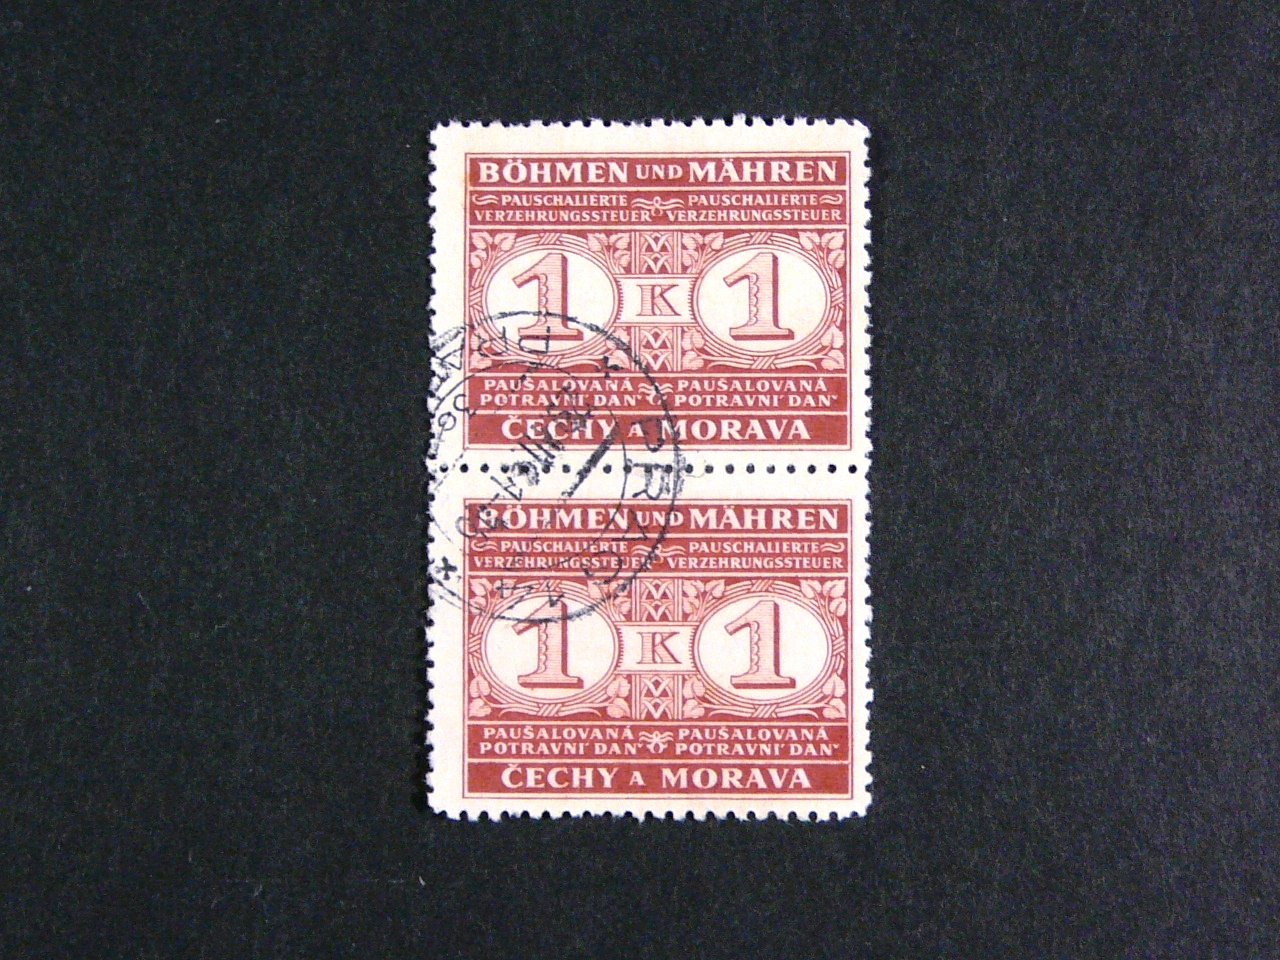 BÖHMEN UND MÄHREN
PAUSCHALIERTE PAUSCHALIERTE
VERZEHRUNGSSTEUER VERZEHRUNGSSTEUER
1 K 1
PAUŠALOVANÁ PAUŠALOVANÁ
POTRAVNÍ DAŇ POTRAVNÍ DAŇ
ČECHY A MORAVA
BÖHMEN UND MÄHREN
PAUSCHALIERTE PAUSCHALIERTE
VERZEHRUNGSSTEUER VERZEHRUNGSSTEUER
1 K 1
PAUŠALOVANÁ PAUŠALOVANÁ
POTRAVNÍ DAŇ POTRAVNÍ DAŇ
ČECHY A MORAVA
PRAG